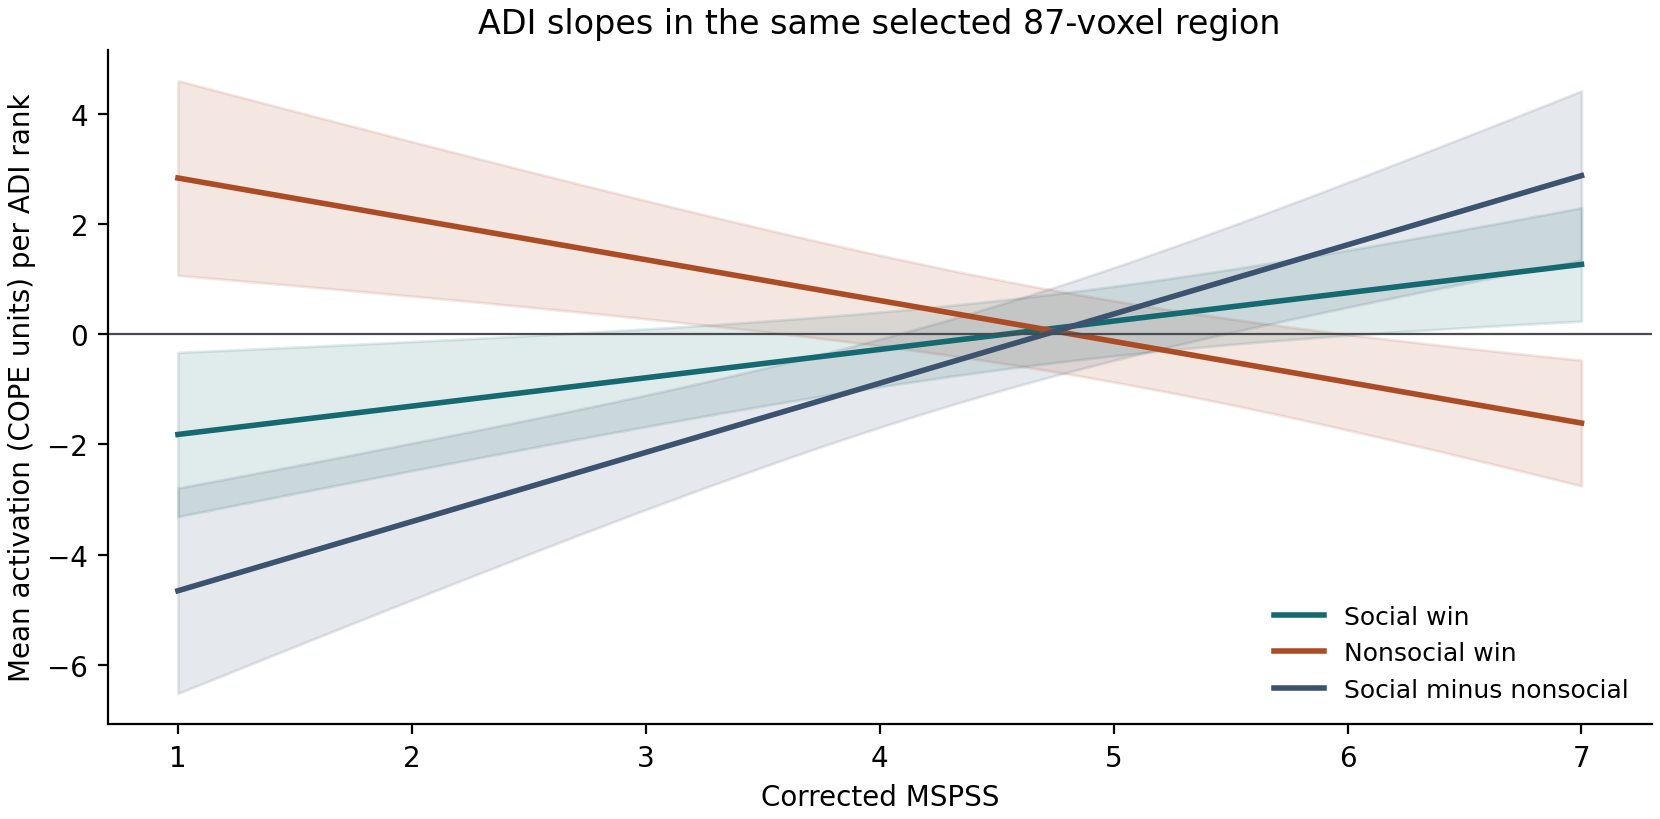 ADI slopes in the same selected 87-voxel region
Mean activation (COPE units) per ADI rank
4
2
0
−2
−4
−6
Social win
Nonsocial win
Social minus nonsocial
1 2 3 4 5 6 7
Corrected MSPSS